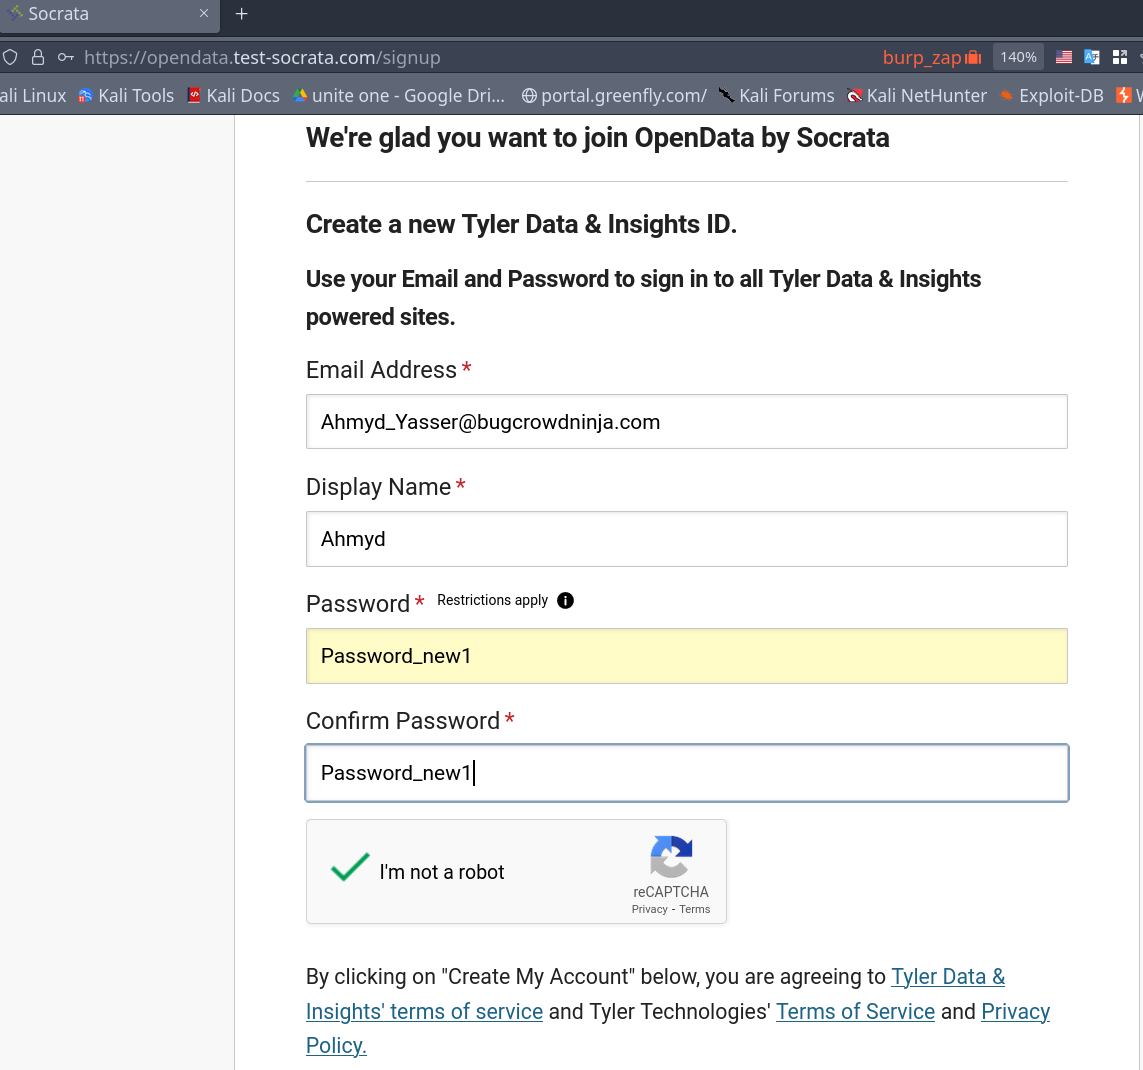 Socrata
https://opendata.test-socrata.com/signup
burp_zap
140%
ali Linux
Kali Tools
Kali Docs
unite one - Google Dri...
portal.greenfly.com/
Kali Forums
Kali NetHunter
Exploit-DB
W
We're glad you want to join OpenData by Socrata
Create a new Tyler Data & Insights ID.
Use your Email and Password to sign in to all Tyler Data & Insights
powered sites.
Email Address *
Ahmyd_Yasser@bugcrowdninja.com
Display Name *
Ahmyd
Password * Restrictions apply
Password_new1
Confirm Password *
Password_new1
I'm not a robot
reCAPTCHA
Privacy - Terms
By clicking on "Create My Account" below, you are agreeing to Tyler Data &
Insights' terms of service and Tyler Technologies' Terms of Service and Privacy
Policy.